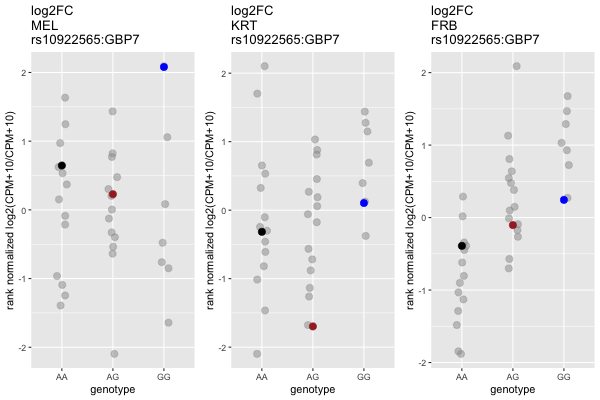 log2FC
MEL
rs10922565:GBP7
rank normalized log2(CPM+10/CPM+10)
2
1
0
-1
-2
AA AG GG
genotype
log2FC
KRT
rs10922565:GBP7
rank normalized log2(CPM+10/CPM+10)
2
1
0
-1
-2
AA AG GG
genotype
log2FC
FRB
rs10922565:GBP7
rank normalized log2(CPM+10/CPM+10)
2
1
0
-1
-2
AA AG GG
genotype